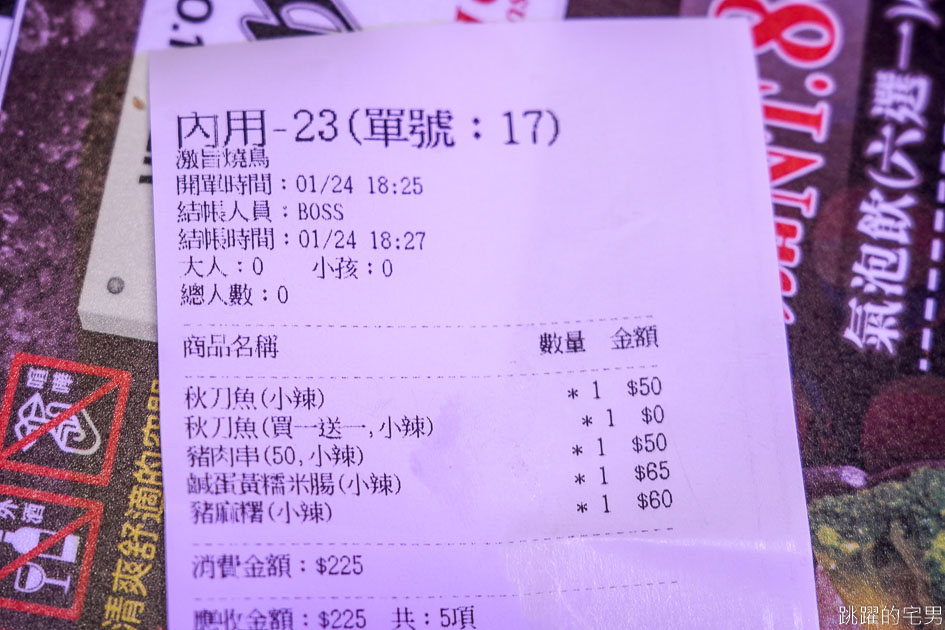 內用-23(單號：17)
激旨燒鳥
開單時間：01/24 18:25
結帳人員：BOSS
結帳時間：01/24 18:27
大人：0 小孩：0
總人數：0
商品名稱 數量 金額
秋刀魚(小辣) * 1 $50
秋刀魚(買一送一,小辣) * 1 $0
豬肉串(50,小辣) * 1 $50
鹹蛋黃糯米腸(小辣) * 1 $65
豬麻糬(小辣) * 1 $60
消費金額：$225
應收金額：$225 共：5項
氣泡飲(六選一)
清爽舒適的空間
外酒
跳躍的宅男